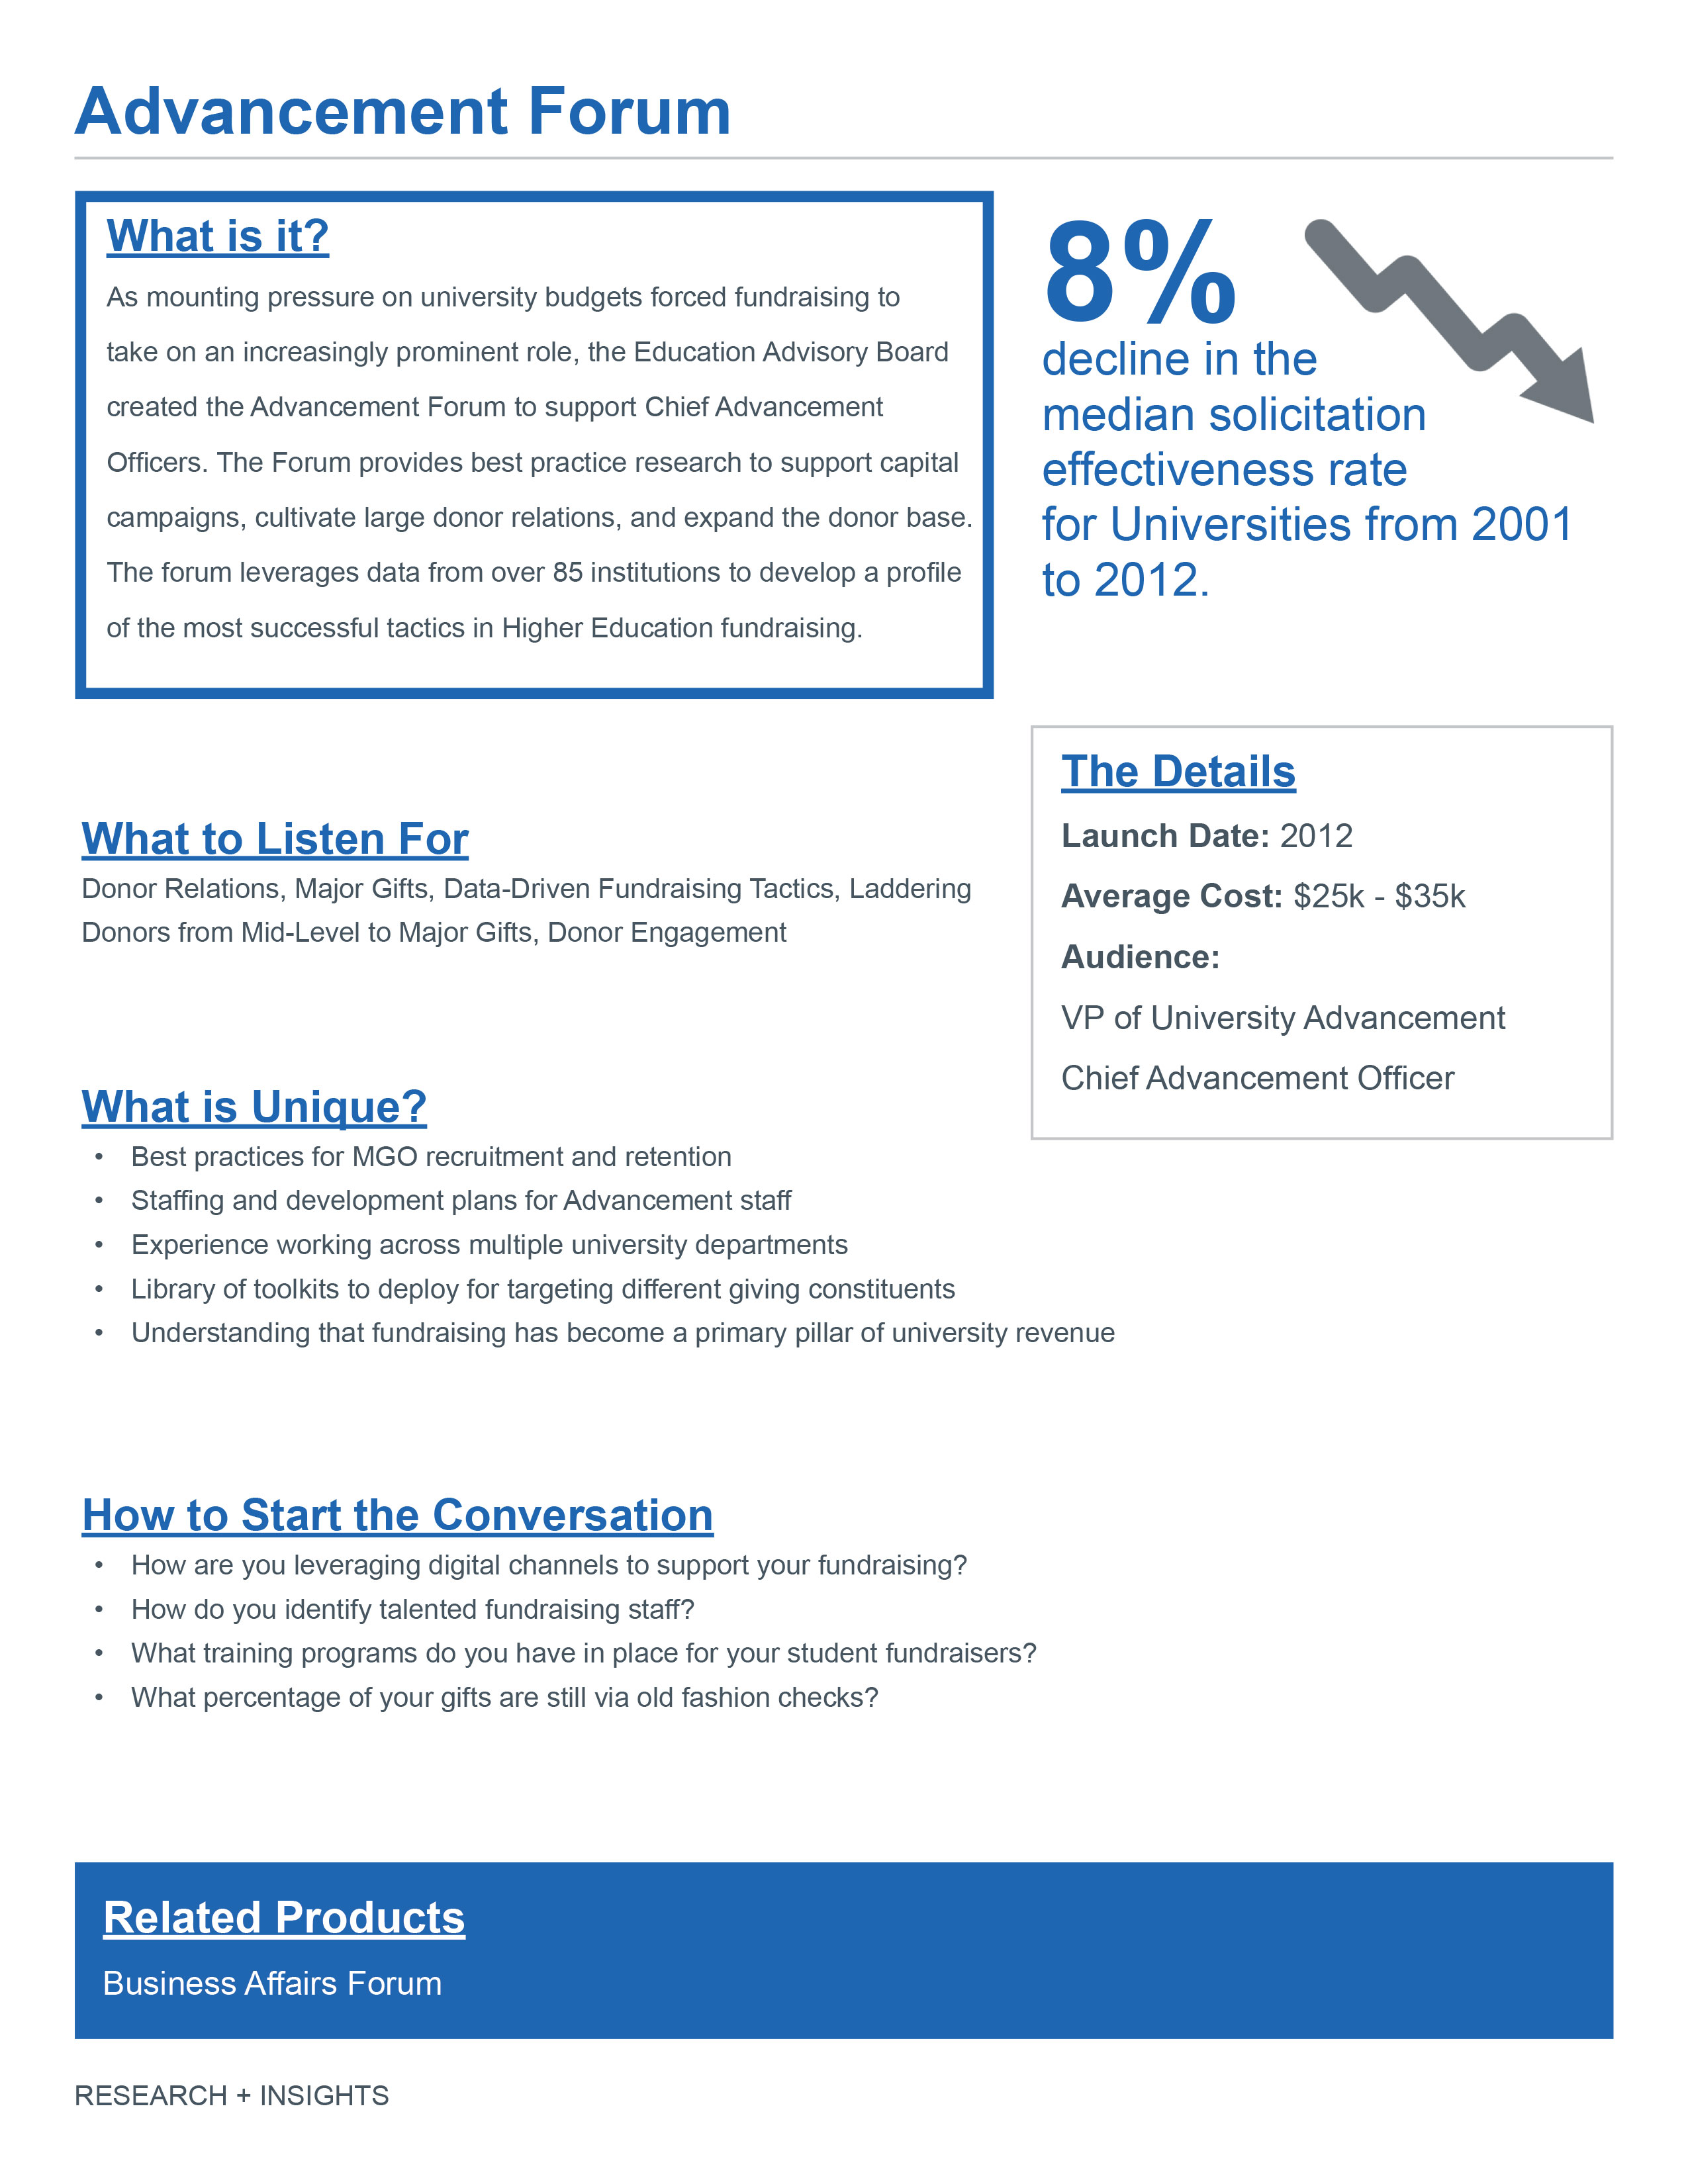 Advancement Forum
What is it?
As mounting pressure on university budgets forced fundraising to
take on an increasingly prominent role, the Education Advisory Board
created the Advancement Forum to support Chief Advancement
Officers. The Forum provides best practice research to support capital
campaigns, cultivate large donor relations, and expand the donor base.
The forum leverages data from over 85 institutions to develop a profile
of the most successful tactics in Higher Education fundraising.
8%
decline in the
median solicitation
effectiveness rate
for Universities from 2001
to 2012.
The Details
Launch Date: 2012
Average Cost: $25k - $35k
Audience:
VP of University Advancement
Chief Advancement Officer
What to Listen For
Donor Relations, Major Gifts, Data-Driven Fundraising Tactics, Laddering
Donors from Mid-Level to Major Gifts, Donor Engagement
What is Unique?
• Best practices for MGO recruitment and retention
• Staffing and development plans for Advancement staff
• Experience working across multiple university departments
• Library of toolkits to deploy for targeting different giving constituents
• Understanding that fundraising has become a primary pillar of university revenue
How to Start the Conversation
• How are you leveraging digital channels to support your fundraising?
• How do you identify talented fundraising staff?
• What training programs do you have in place for your student fundraisers?
• What percentage of your gifts are still via old fashion checks?
Related Products
Business Affairs Forum
RESEARCH + INSIGHTS